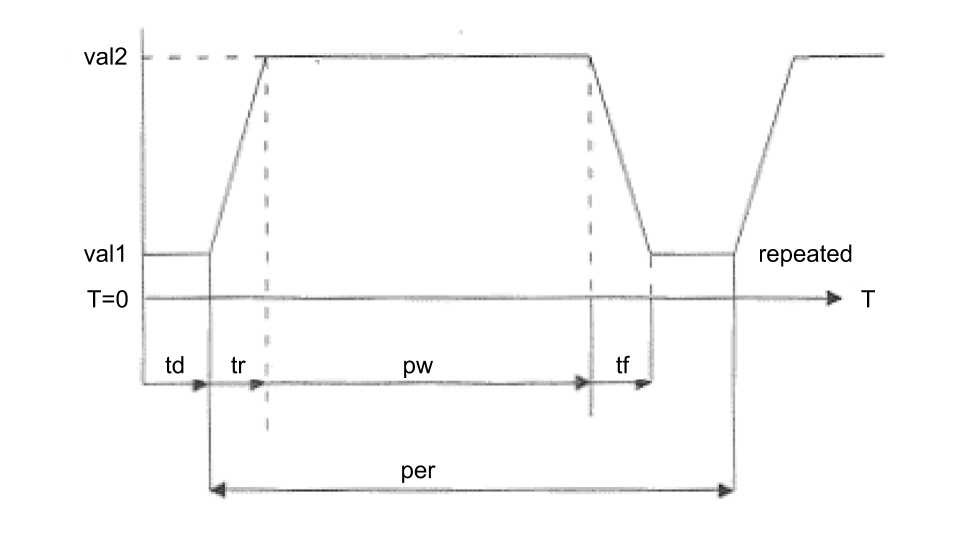 val2
val1
repeated
T=0
T
td
tr
pw
tf
per